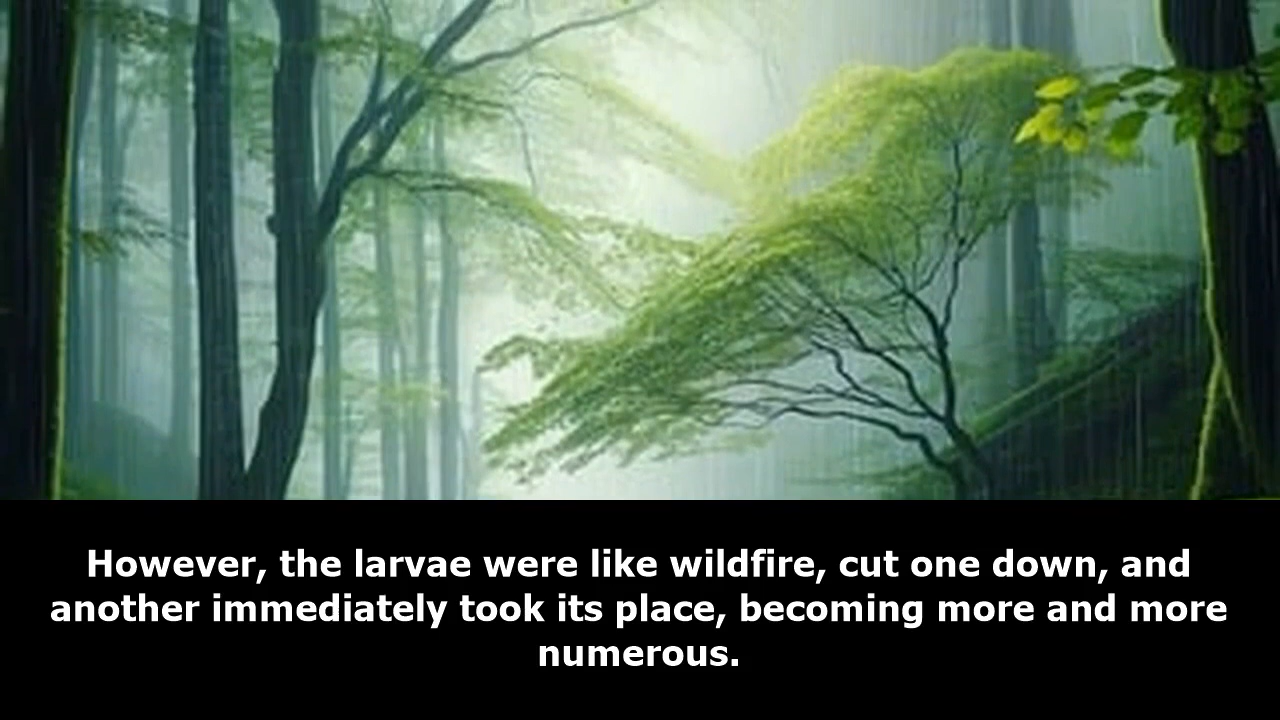 However, the larvae were like wildfire, cut one down, and
another immediately took its place, becoming more and more
numerous.